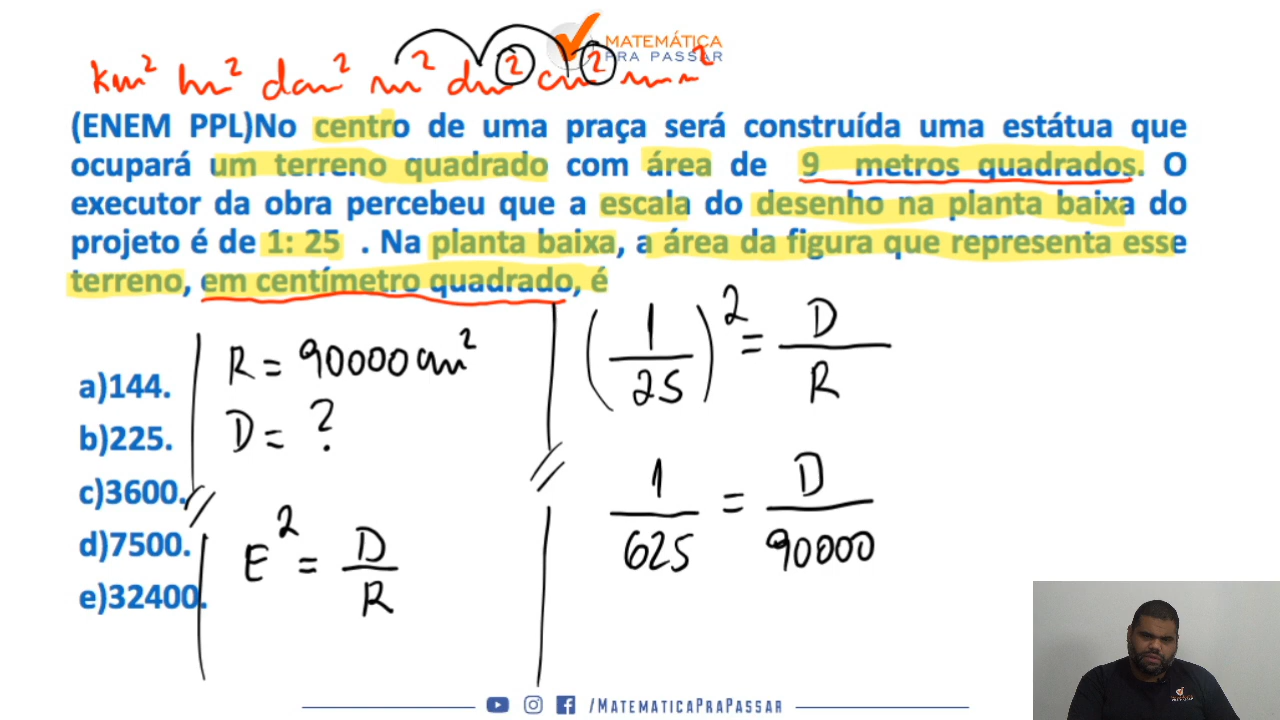 MATEMÁTICA
PRA PASSAR
km² hm² dam² m² dm² cm² mm²
(ENEM PPL)No centro de uma praça será construída uma estátua que
ocupará um terreno quadrado com área de 9 metros quadrados. O
executor da obra percebeu que a escala do desenho na planta baixa do
projeto é de 1: 25 . Na planta baixa, a área da figura que representa esse
terreno, em centímetro quadrado, é
a)144.
b)225.
c)3600.
d)7500.
e)32400.
R = 90000 cm²
D = ?
E² = D/R
(1/25)² = D/R
1/625 = D/90000
/MATEMATICAPRAPASSAR